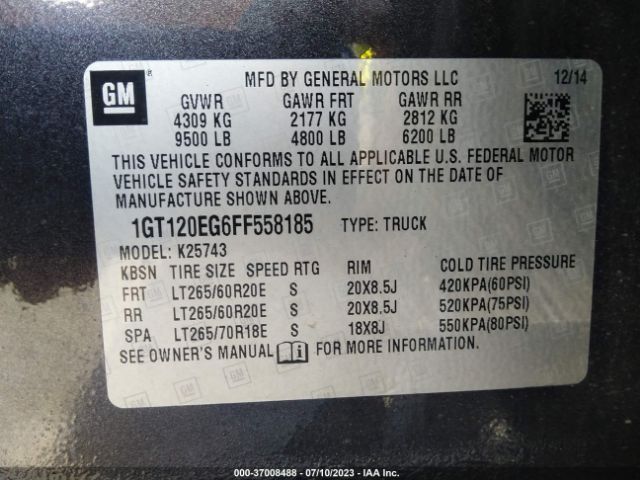 GM
®
MFD BY GENERAL MOTORS LLC 12/14
GVWR GAWR FRT GAWR RR
4309 KG 2177 KG 2812 KG
9500 LB 4800 LB 6200 LB
THIS VEHICLE CONFORMS TO ALL APPLICABLE U.S. FEDERAL MOTOR
VEHICLE SAFETY STANDARDS IN EFFECT ON THE DATE OF
MANUFACTURE SHOWN ABOVE.
1GT120EG6FF558185 TYPE: TRUCK
MODEL: K25743
KBSN TIRE SIZE SPEED RTG RIM COLD TIRE PRESSURE
FRT LT265/60R20E S 20X8.5J 420KPA(60PSI)
RR LT265/60R20E S 20X8.5J 520KPA(75PSI)
SPA LT265/70R18E S 18X8J 550KPA(80PSI)
SEE OWNER'S MANUAL i FOR MORE INFORMATION.
000-37008488 - 07/10/2023 - IAA Inc.